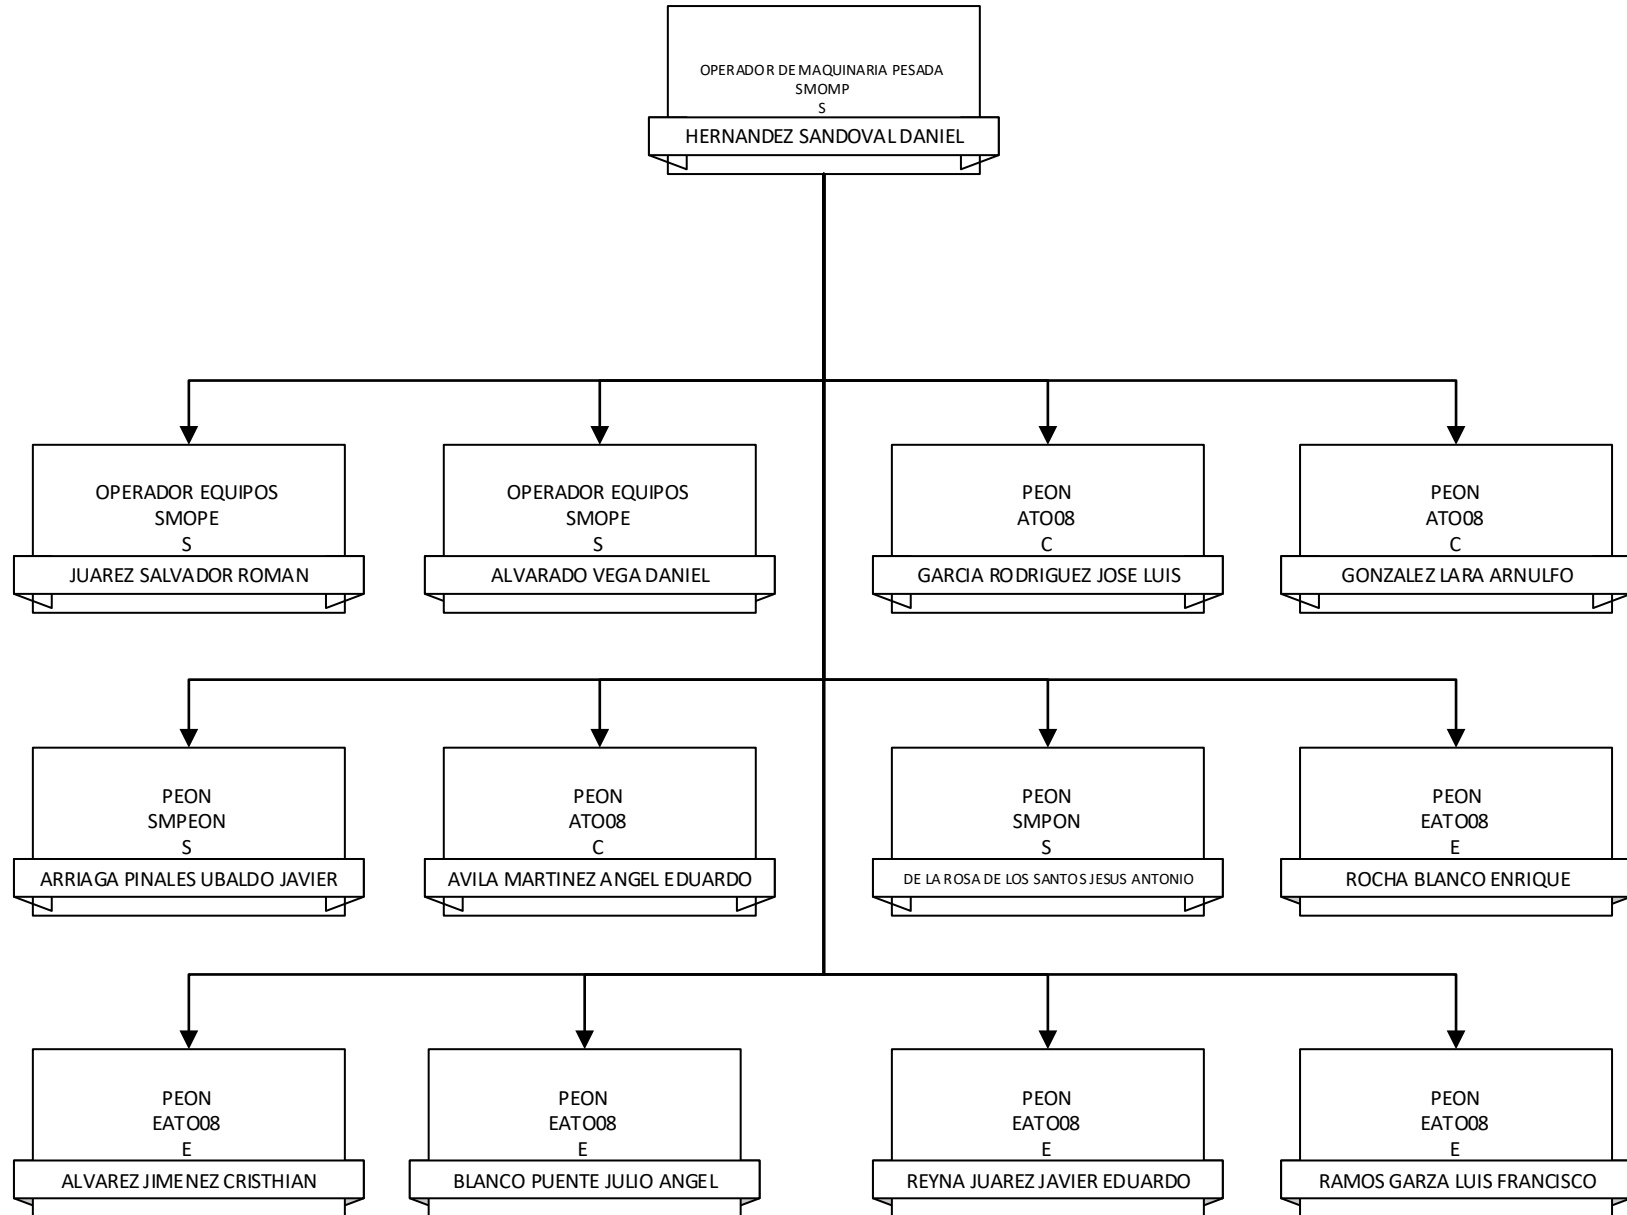 OPERADOR DE MAQUINARIA PESADA
SMOMP
S
HERNANDEZ SANDOVAL DANIEL
OPERADOR EQUIPOS
SMOPE
S
JUAREZ SALVADOR ROMAN
OPERADOR EQUIPOS
SMOPE
S
ALVARADO VEGA DANIEL
PEON
ATO08
C
GARCIA RODRIGUEZ JOSE LUIS
PEON
ATO08
C
GONZALEZ LARA ARNULFO
PEON
SMPEON
S
ARRIAGA PINALES UBALDO JAVIER
PEON
ATO08
C
AVILA MARTINEZ ANGEL EDUARDO
PEON
SMPON
S
DE LA ROSA DE LOS SANTOS JESUS ANTONIO
PEON
EATO08
E
ROCHA BLANCO ENRIQUE
PEON
EATO08
E
ALVAREZ JIMENEZ CRISTHIAN
PEON
EATO08
E
BLANCO PUENTE JULIO ANGEL
PEON
EATO08
E
REYNA JUAREZ JAVIER EDUARDO
PEON
EATO08
E
RAMOS GARZA LUIS FRANCISCO